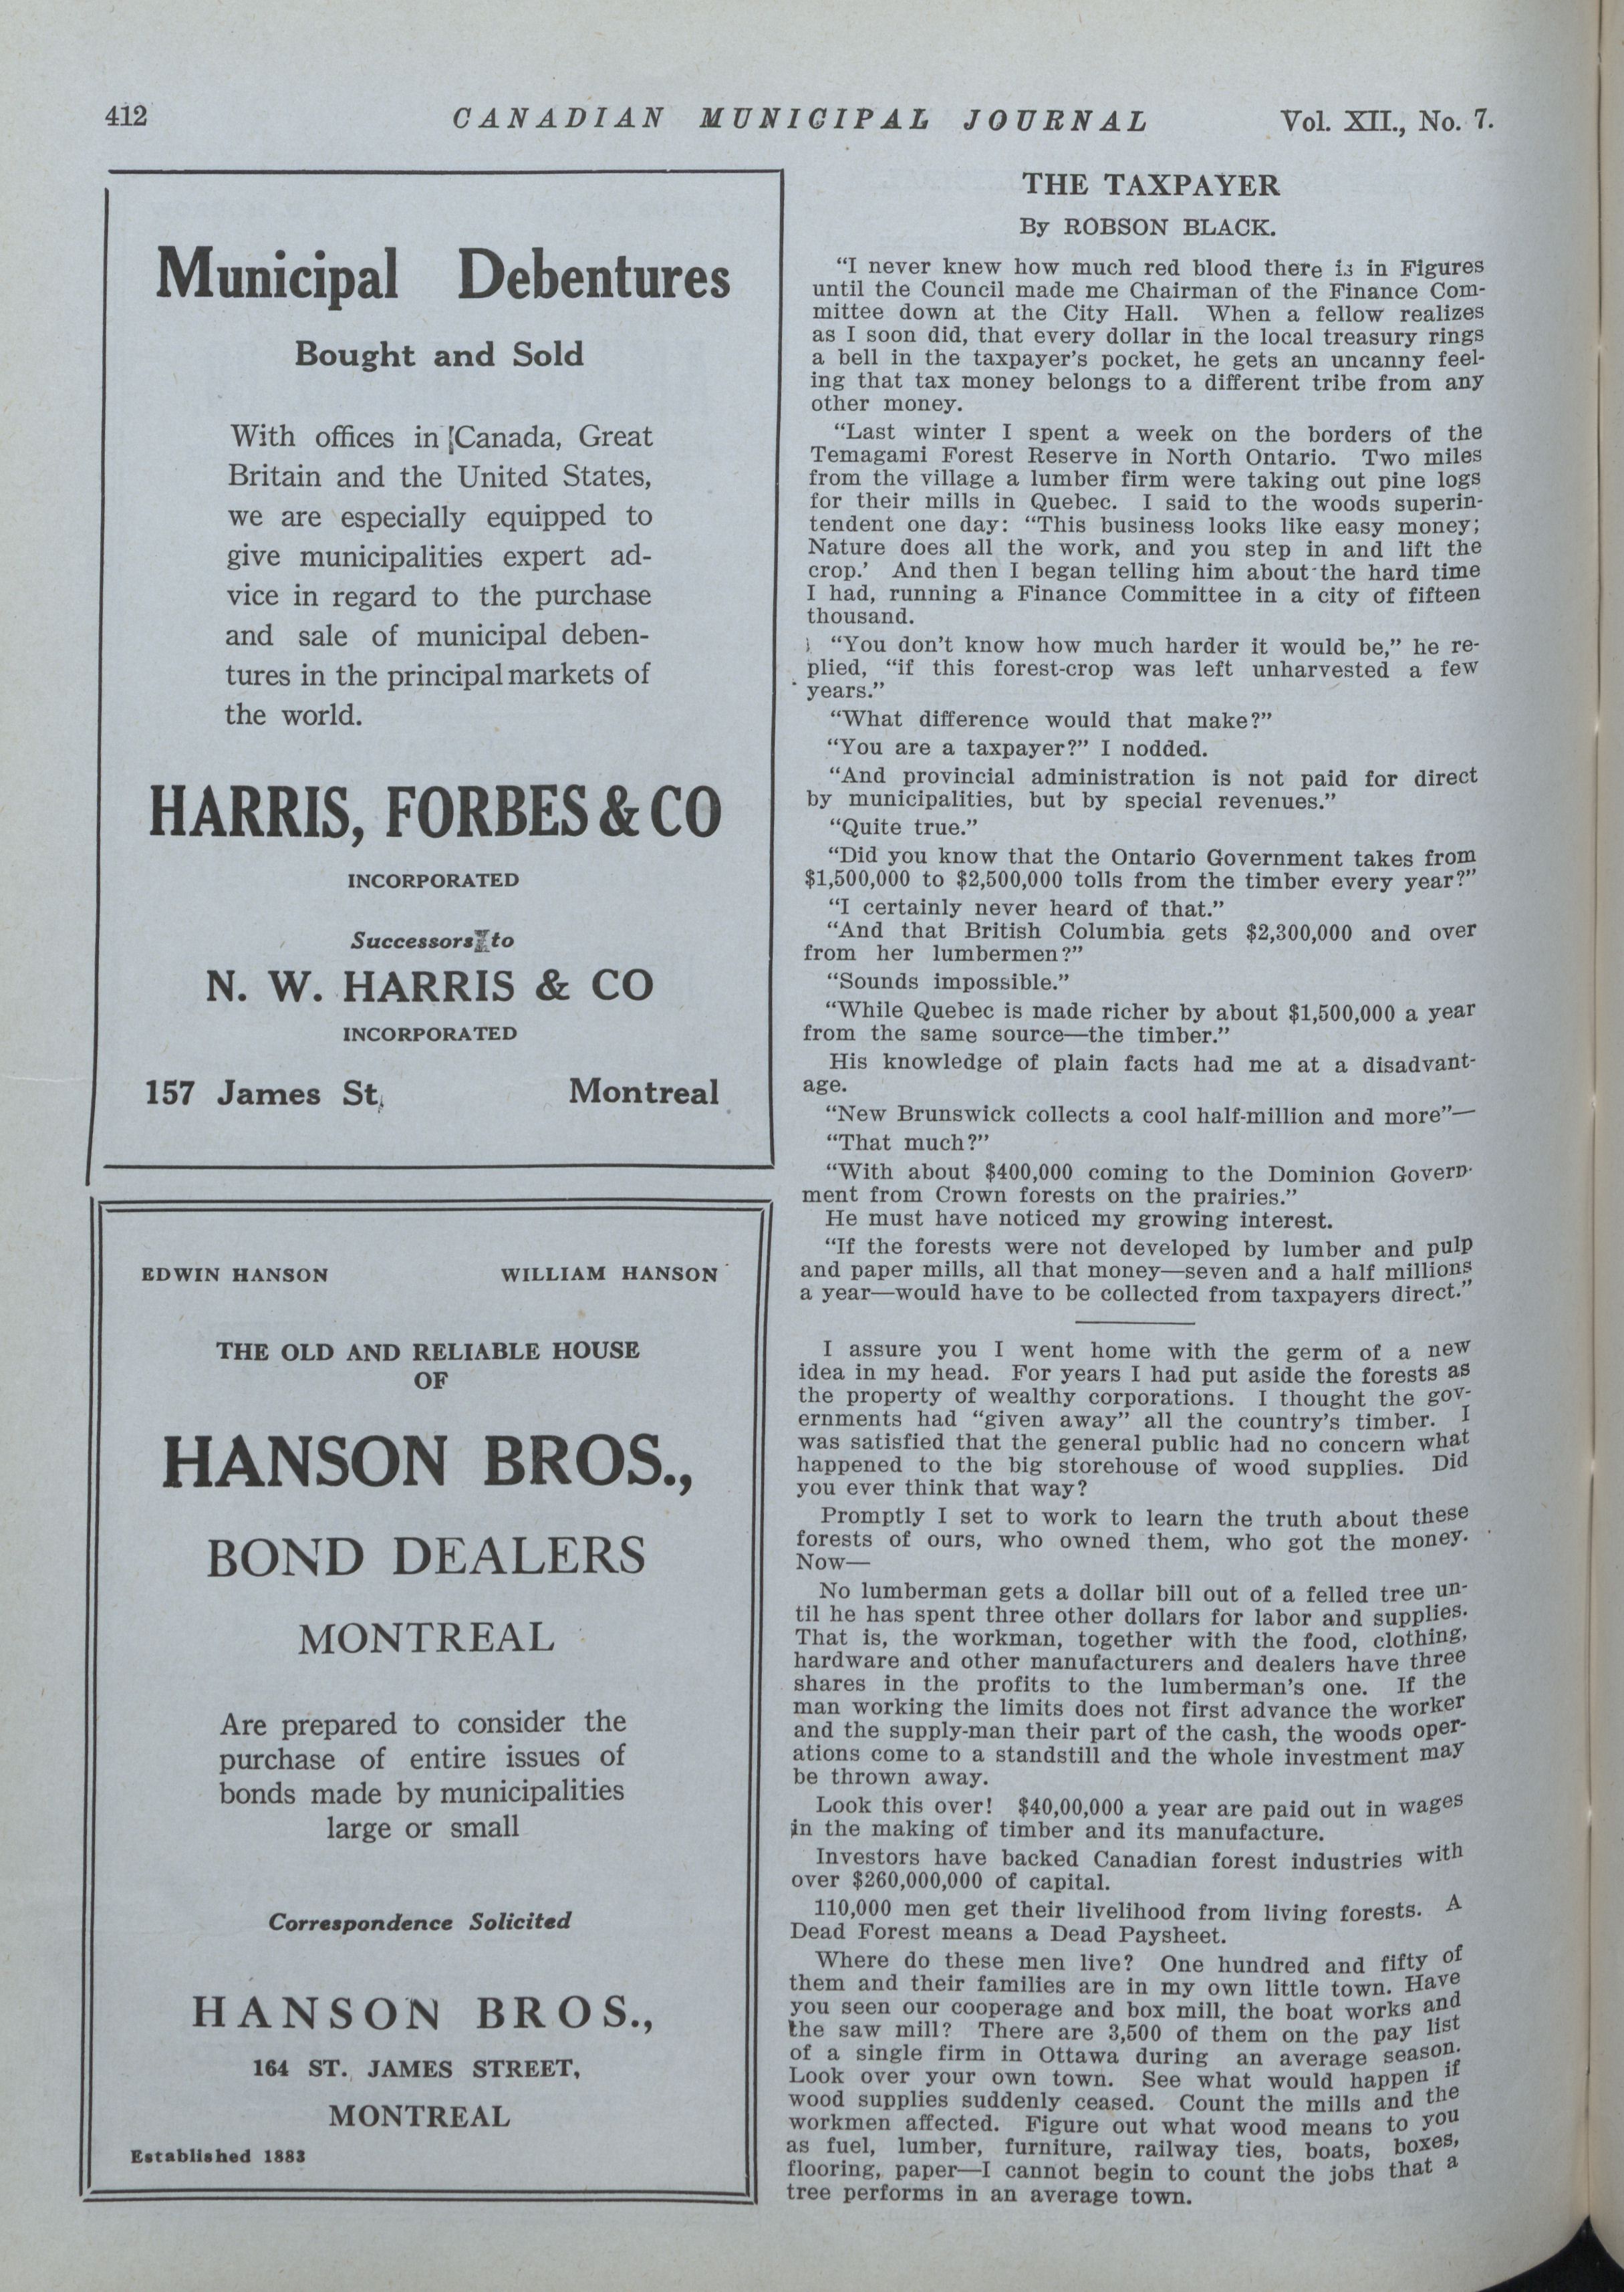 412 CANADIAN MUNICIPAL JOURNAL Vol. XII., No. 7.
Municipal Debentures
Bought and Sold
With offices in Canada, Great
Britain and the United States,
we are especially equipped to
give municipalities expert ad-
vice in regard to the purchase
and sale of municipal deben-
tures in the principal markets of
the world.
HARRIS, FORBES & CO
INCORPORATED
Successors to
N. W. HARRIS & CO
INCORPORATED
157 James St. Montreal
EDWIN HANSON WILLIAM HANSON
THE OLD AND RELIABLE HOUSE
OF
HANSON BROS.,
BOND DEALERS
MONTREAL
Are prepared to consider the
purchase of entire issues of
bonds made by municipalities
large or small
Correspondence Solicited
HANSON BROS.,
164 ST. JAMES STREET,
MONTREAL
Established 1883
THE TAXPAYER
By ROBSON BLACK.
"I never knew how much red blood there is in Figures
until the Council made me Chairman of the Finance Com-
mittee down at the City Hall. When a fellow realizes
as I soon did, that every dollar in the local treasury rings
a bell in the taxpayer's pocket, he gets an uncanny feel-
ing that tax money belongs to a different tribe from any
other money.
"Last winter I spent a week on the borders of the
Temagami Forest Reserve in North Ontario. Two miles
from the village a lumber firm were taking out pine logs
for their mills in Quebec. I said to the woods superin-
tendent one day: "This business looks like easy money;
Nature does all the work, and you step in and lift the
crop.' And then I began telling him about the hard time
I had, running a Finance Committee in a city of fifteen
thousand.
"You don't know how much harder it would be," he re-
plied, "if this forest-crop was left unharvested a few
years."
"What difference would that make?"
"You are a taxpayer?" I nodded.
"And provincial administration is not paid for direct
by municipalities, but by special revenues."
"Quite true."
"Did you know that the Ontario Government takes from
$1,500,000 to $2,500,000 tolls from the timber every year?"
"I certainly never heard of that."
"And that British Columbia gets $2,300,000 and over
from her lumbermen?"
"Sounds impossible."
"While Quebec is made richer by about $1,500,000 a year
from the same source—the timber."
His knowledge of plain facts had me at a disadvant-
age.
"New Brunswick collects a cool half-million and more"—
"That much?"
"With about $400,000 coming to the Dominion Govern-
ment from Crown forests on the prairies."
He must have noticed my growing interest.
"If the forests were not developed by lumber and pulp
and paper mills, all that money—seven and a half millions
a year—would have to be collected from taxpayers direct."
I assure you I went home with the germ of a new
idea in my head. For years I had put aside the forests as
the property of wealthy corporations. I thought the gov-
ernments had "given away" all the country's timber. I
was satisfied that the general public had no concern what
happened to the big storehouse of wood supplies. Did
you ever think that way?
Promptly I set to work to learn the truth about these
forests of ours, who owned them, who got the money.
Now—
No lumberman gets a dollar bill out of a felled tree un-
til he has spent three other dollars for labor and supplies.
That is, the workman, together with the food, clothing,
hardware and other manufacturers and dealers have three
shares in the profits to the lumberman's one. If the
man working the limits does not first advance the worker
and the supply-man their part of the cash, the woods oper-
ations come to a standstill and the whole investment may
be thrown away.
Look this over! $40,00,000 a year are paid out in wages
in the making of timber and its manufacture.
Investors have backed Canadian forest industries with
over $260,000,000 of capital.
110,000 men get their livelihood from living forests. A
Dead Forest means a Dead Paysheet.
Where do these men live? One hundred and fifty of
them and their families are in my own little town. Have
you seen our cooperage and box mill, the boat works and
the saw mill? There are 3,500 of them on the pay list
of a single firm in Ottawa during an average season.
Look over your own town. See what would happen if
wood supplies suddenly ceased. Count the mills and the
workmen affected. Figure out what wood means to you
as fuel, lumber, furniture, railway ties, boats, boxes,
flooring, paper—I cannot begin to count the jobs that a
tree performs in an average town.